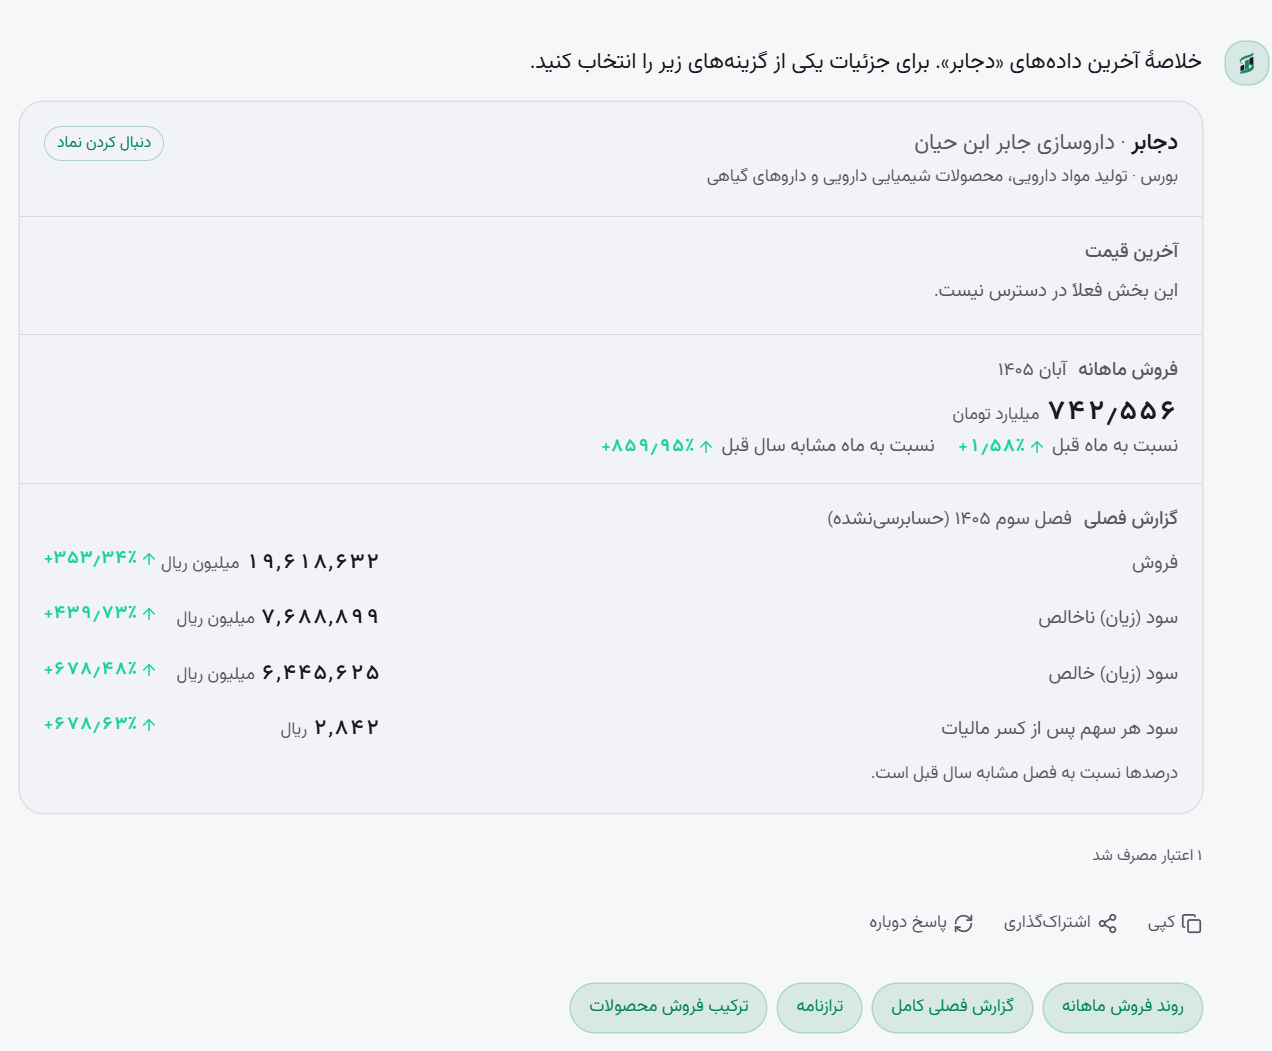 خلاصهٔ آخرین داده‌های «دجابر». برای جزئیات یکی از گزینه‌های زیر را انتخاب کنید.
دجابر · داروسازی جابر ابن حیان
دنبال کردن نماد
بورس · تولید مواد دارویی، محصولات شیمیایی دارویی و داروهای گیاهی
آخرین قیمت
این بخش فعلاً در دسترس نیست.
فروش ماهانه آبان ۱۴۰۵
۷۴۲٫۵۵۶ میلیارد تومان
نسبت به ماه قبل ↑ ۱٫۵۸٪+ نسبت به ماه مشابه سال قبل ↑ ۸۵۹٫۹۵٪+
گزارش فصلی فصل سوم ۱۴۰۵ (حسابرسی‌نشده)
فروش ۱۹,۶۱۸,۶۳۲ میلیون ریال ↑ ۳۵۳٫۳۴٪+
سود (زیان) ناخالص ۷,۶۸۸,۸۹۹ میلیون ریال ↑ ۴۳۹٫۷۳٪+
سود (زیان) خالص ۶,۴۴۵,۶۲۵ میلیون ریال ↑ ۶۷۸٫۴۸٪+
سود هر سهم پس از کسر مالیات ۲,۸۴۲ ریال ↑ ۶۷۸٫۶۳٪+
درصدها نسبت به فصل مشابه سال قبل است.
۱ اعتبار مصرف شد
کپی اشتراک‌گذاری پاسخ دوباره
روند فروش ماهانه گزارش فصلی کامل ترازنامه ترکیب فروش محصولات